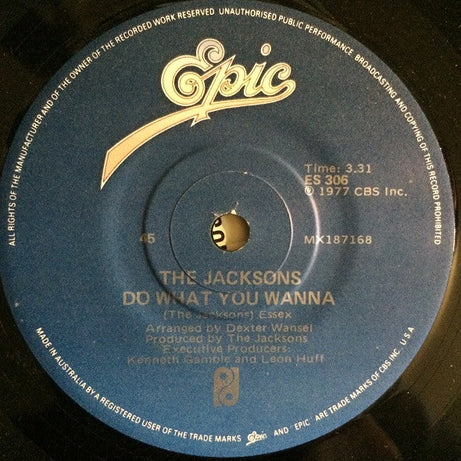 ALL RIGHTS OF THE MANUFACTURER AND OF THE OWNER OF THE RECORDED WORK RESERVED UNAUTHORISED PUBLIC PERFORMANCE, BROADCASTING AND COPYING OF THIS RECORD PROHIBITED
Epic
Time: 3.31
ES 306
℗ 1977 CBS Inc.
45
MX187168
THE JACKSONS
DO WHAT YOU WANNA
(The Jacksons) Essex
Arranged by Dexter Wansel
Produced by The Jacksons
Executive Producers:
Kenneth Gamble and Leon Huff
MADE IN AUSTRALIA BY A REGISTERED USER OF THE TRADE MARKS Epic AND "EPIC" ARE TRADE MARKS OF CBS INC. U S A